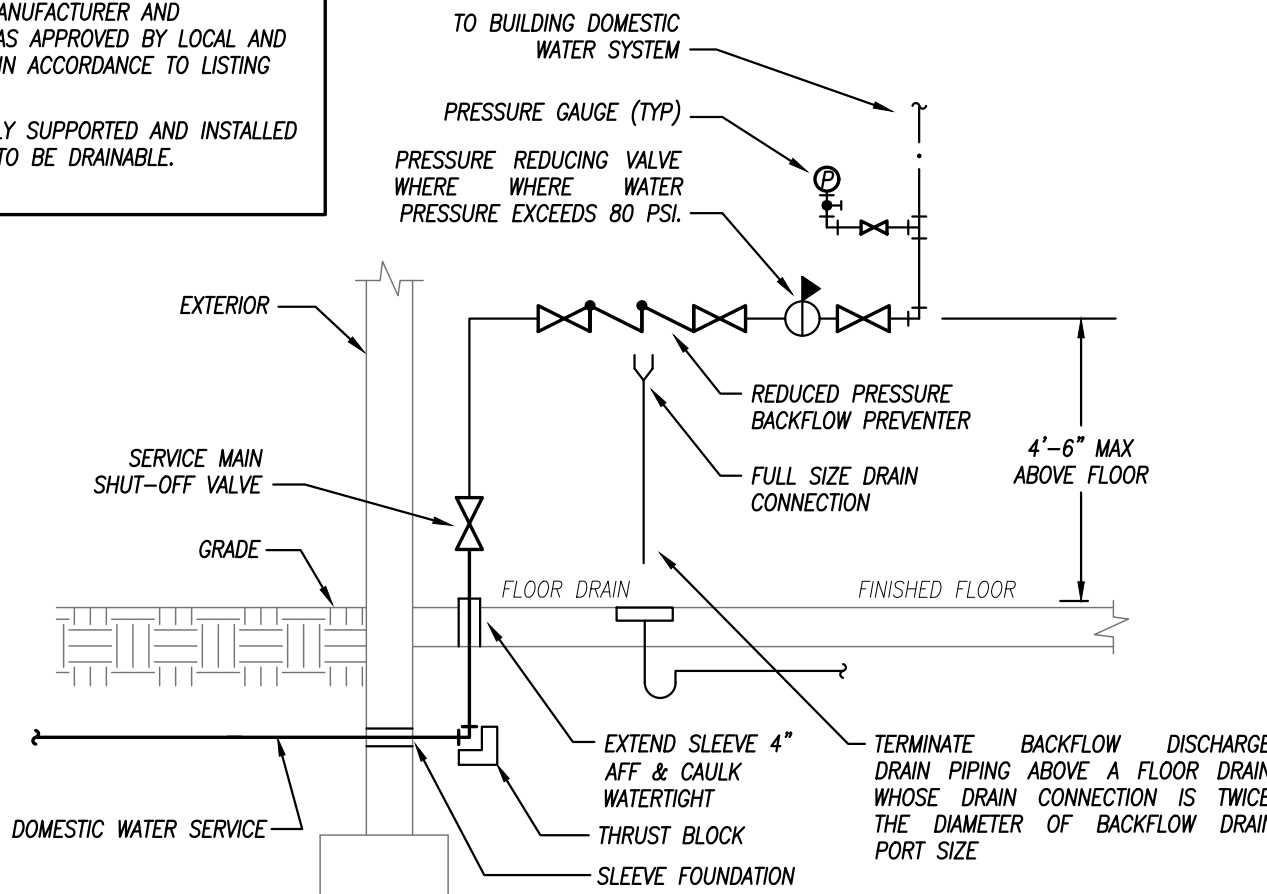 ANUFACTURER AND
AS APPROVED BY LOCAL AND
IN ACCORDANCE TO LISTING
LY SUPPORTED AND INSTALLED
TO BE DRAINABLE.
TO BUILDING DOMESTIC
WATER SYSTEM
PRESSURE GAUGE (TYP)
P
PRESSURE REDUCING VALVE
WHERE WHERE WATER
PRESSURE EXCEEDS 80 PSI.
EXTERIOR
REDUCED PRESSURE
BACKFLOW PREVENTER
4'-6" MAX
ABOVE FLOOR
SERVICE MAIN
SHUT-OFF VALVE
FULL SIZE DRAIN
CONNECTION
GRADE
FLOOR DRAIN
FINISHED FLOOR
EXTEND SLEEVE 4"
AFF & CAULK
WATERTIGHT
TERMINATE BACKFLOW DISCHARGE
DRAIN PIPING ABOVE A FLOOR DRAIN
WHOSE DRAIN CONNECTION IS TWICE
THE DIAMETER OF BACKFLOW DRAIN
PORT SIZE
DOMESTIC WATER SERVICE
THRUST BLOCK
SLEEVE FOUNDATION